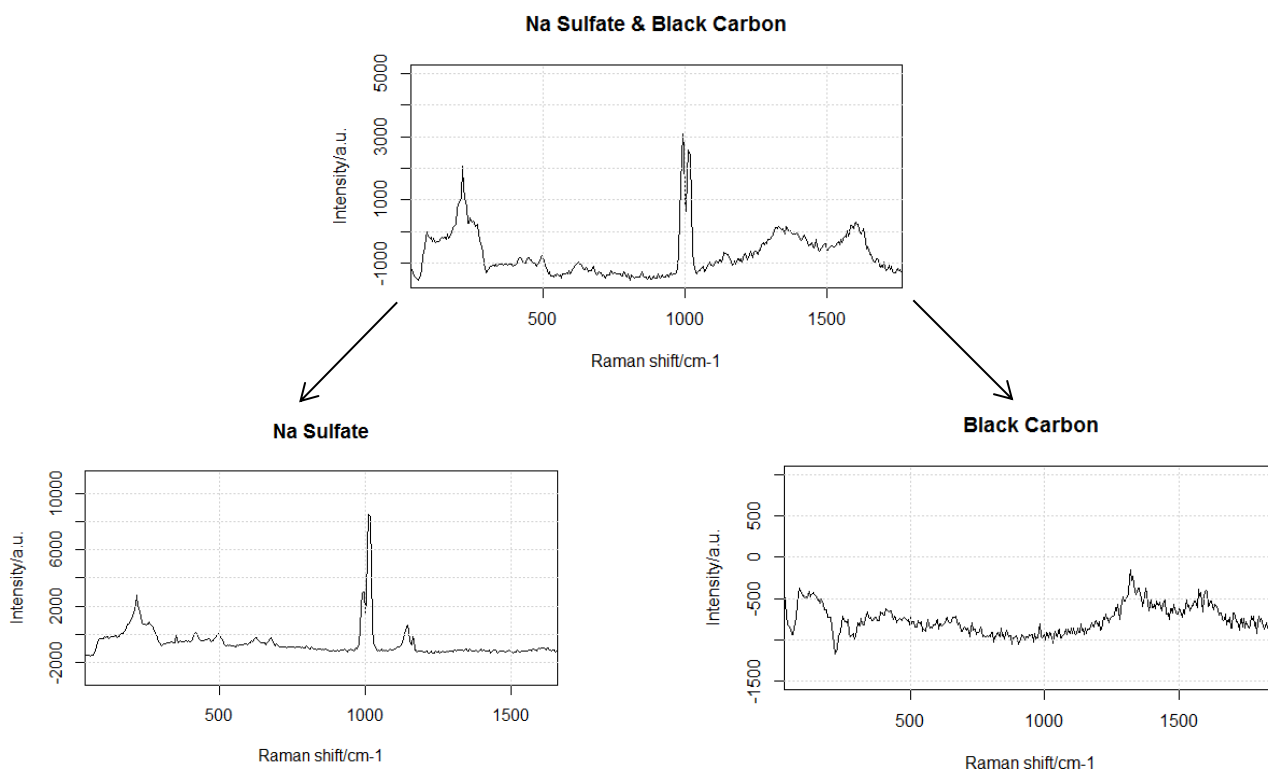 Na Sulfate & Black Carbon
5000
3000
1000
-1000
Intensity/a.u.
500 1000 1500
Raman shift/cm-1
Na Sulfate
10000
6000
2000
-2000
Intensity/a.u.
500 1000 1500
Raman shift/cm-1
Black Carbon
500
0
-500
-1500
Intensity/a.u.
500 1000 1500
Raman shift/cm-1